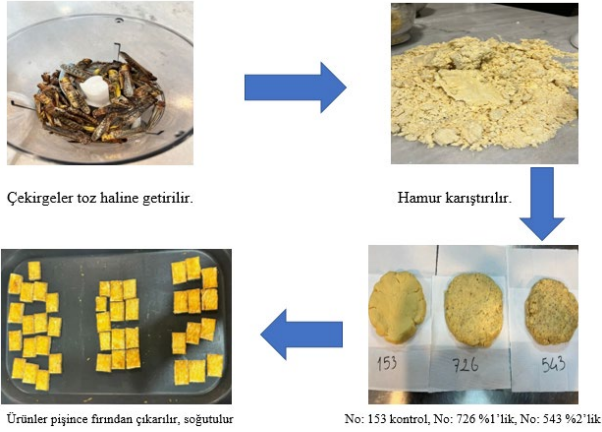 Çekirgeler toz haline getirilir.
Hamur karıştırılır.
153
726
543
Ürünler pişince fırından çıkarılır, soğutulur
No: 153 kontrol, No: 726 %1’lik, No: 543 %2’lik